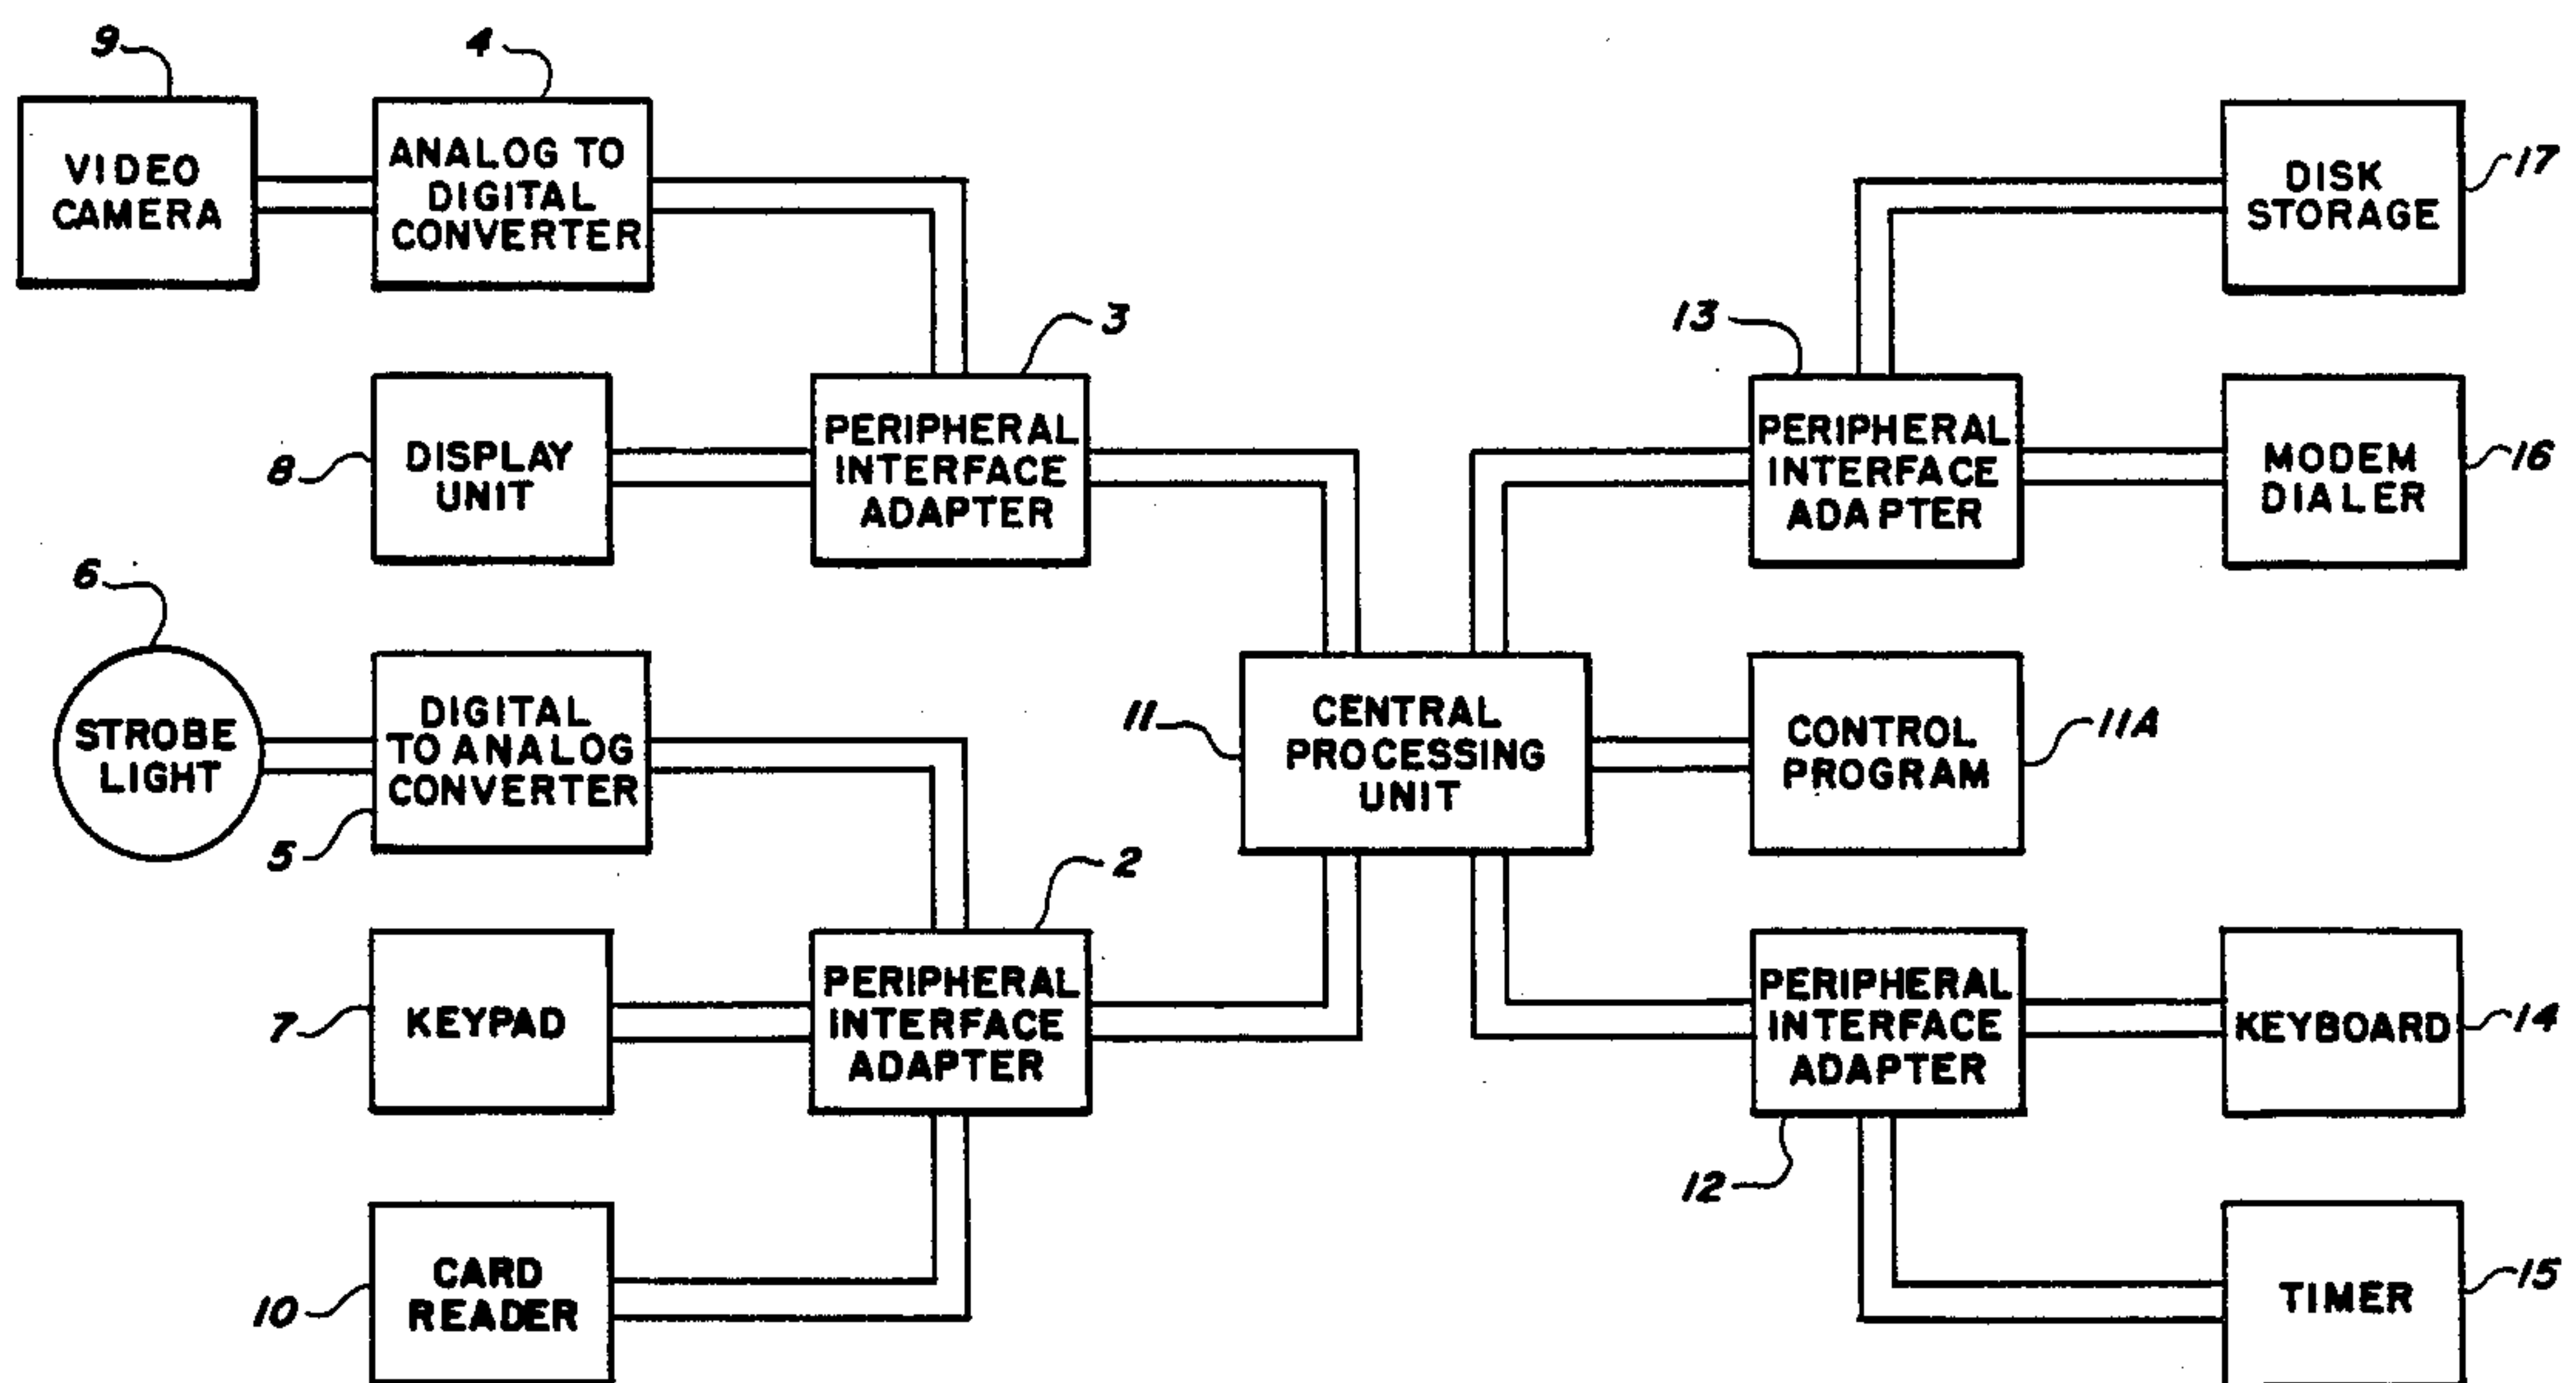 9
VIDEO
CAMERA
4
ANALOG TO
DIGITAL
CONVERTER
DISK
STORAGE
17
8
DISPLAY
UNIT
3
PERIPHERAL
INTERFACE
ADAPTER
13
PERIPHERAL
INTERFACE
ADAPTER
MODEM
DIALER
16
6
STROBE
LIGHT
5
DIGITAL
TO ANALOG
CONVERTER
11
CENTRAL
PROCESSING
UNIT
CONTROL
PROGRAM
11A
7
KEYPAD
2
PERIPHERAL
INTERFACE
ADAPTER
12
PERIPHERAL
INTERFACE
ADAPTER
KEYBOARD
14
10
CARD
READER
TIMER
15